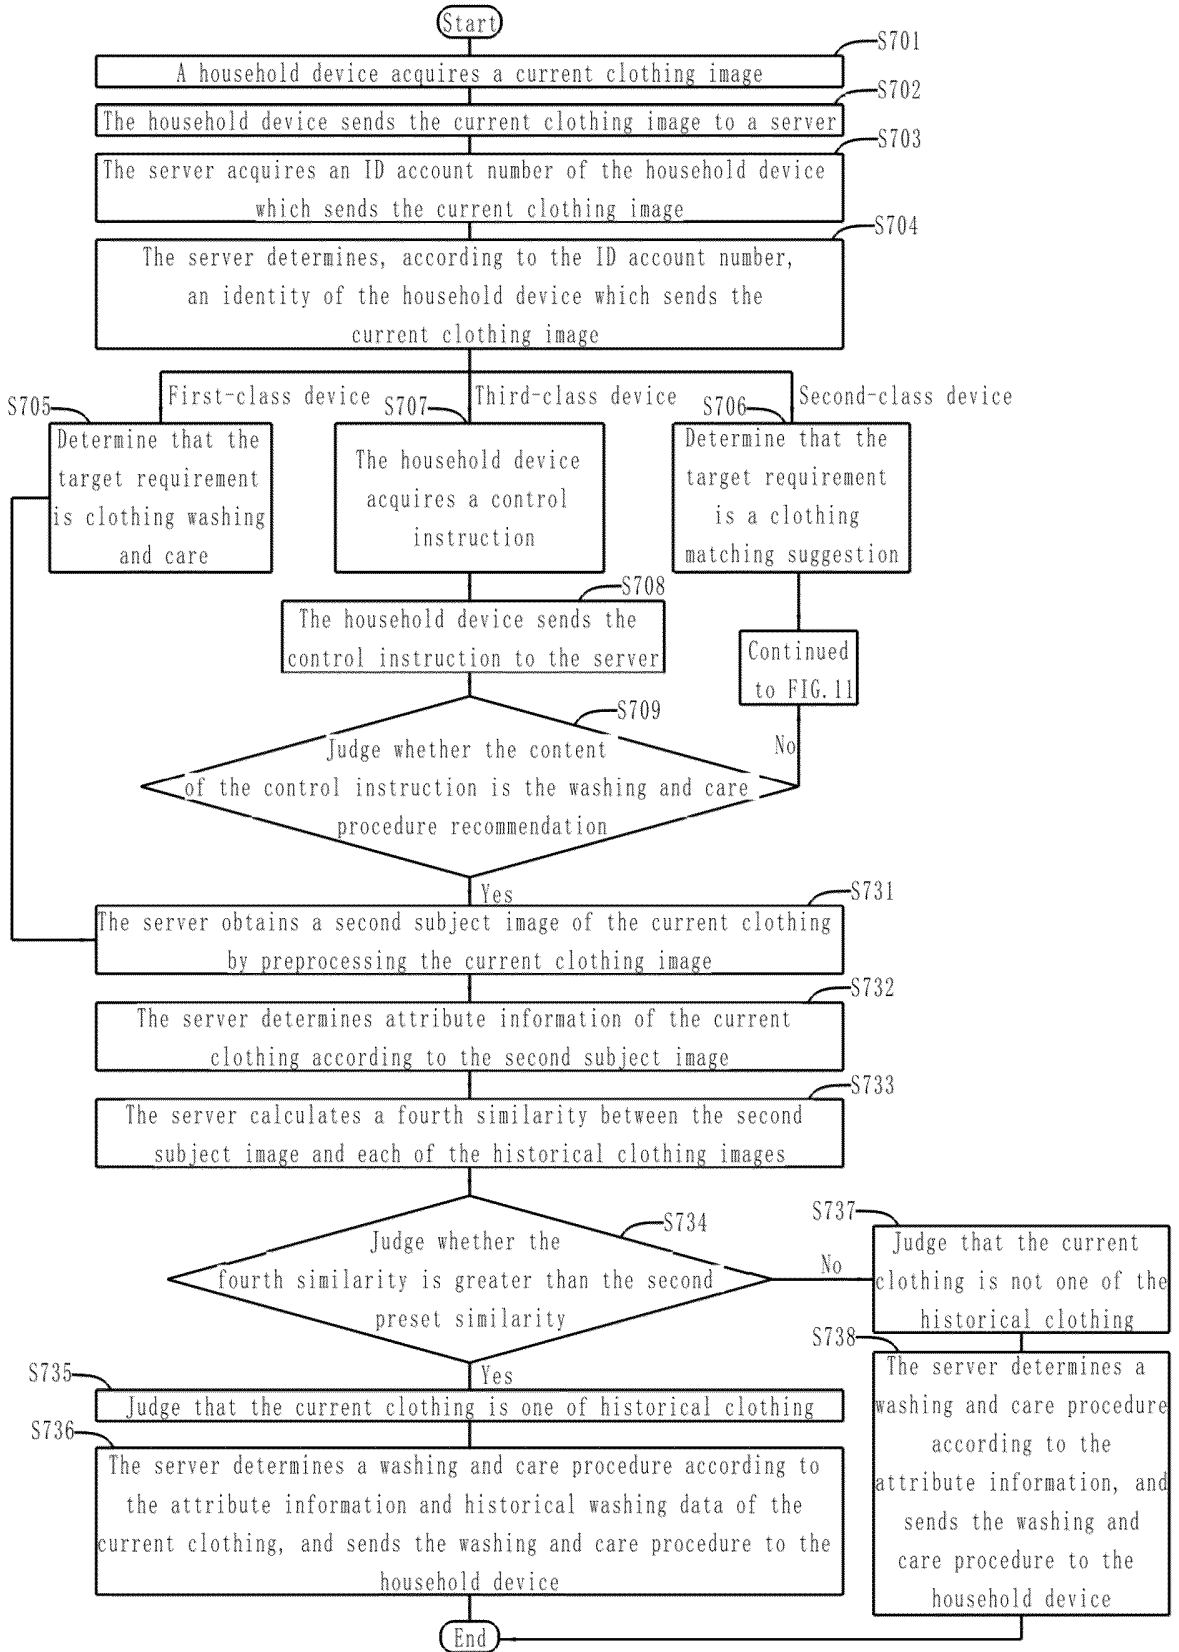 Start
S701
A household device acquires a current clothing image
S702
The household device sends the current clothing image to a server
S703
The server acquires an ID account number of the household device
which sends the current clothing image
S704
The server determines, according to the ID account number,
an identity of the household device which sends the
current clothing image
First-class device
Third-class device
Second-class device
S705
Determine that the
target requirement
is clothing washing
and care
S707
The household device
acquires a control
instruction
S706
Determine that the
target requirement
is a clothing
matching suggestion
S708
The household device sends the
control instruction to the server
Continued
to FIG.11
S709
Judge whether the content
of the control instruction is the washing and care
procedure recommendation
No
Yes
S731
The server obtains a second subject image of the current clothing
by preprocessing the current clothing image
S732
The server determines attribute information of the current
clothing according to the second subject image
S733
The server calculates a fourth similarity between the second
subject image and each of the historical clothing images
S734
Judge whether the
fourth similarity is greater than the second
preset similarity
No
Yes
S737
Judge that the current
clothing is not one of the
historical clothing
S738
The server determines a
washing and care procedure
according to the
attribute information, and
sends the washing and
care procedure to the
household device
S735
Judge that the current clothing is one of historical clothing
S736
The server determines a washing and care procedure according to
the attribute information and historical washing data of the
current clothing, and sends the washing and care procedure to the
household device
End